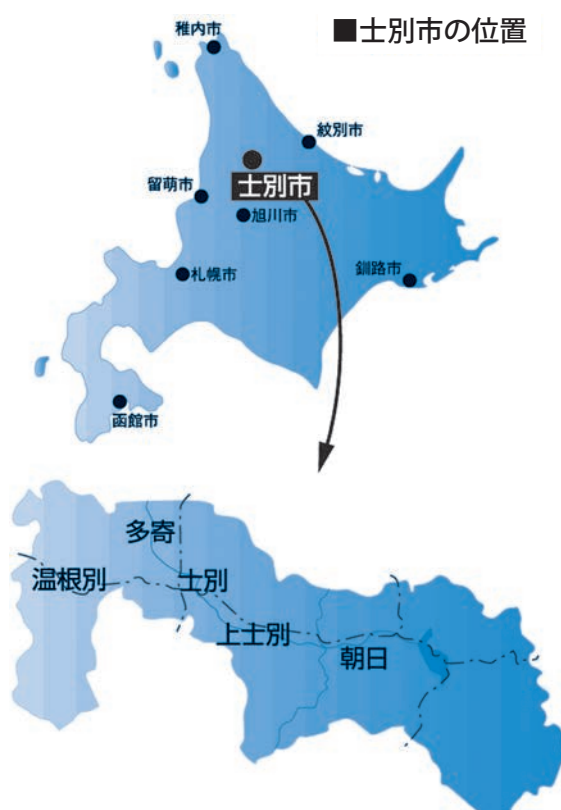 ■士別市の位置
稚内市
紋別市
士別市
留萌市
旭川市
札幌市
釧路市
函館市
多寄
温根別
士別
上士別
朝日